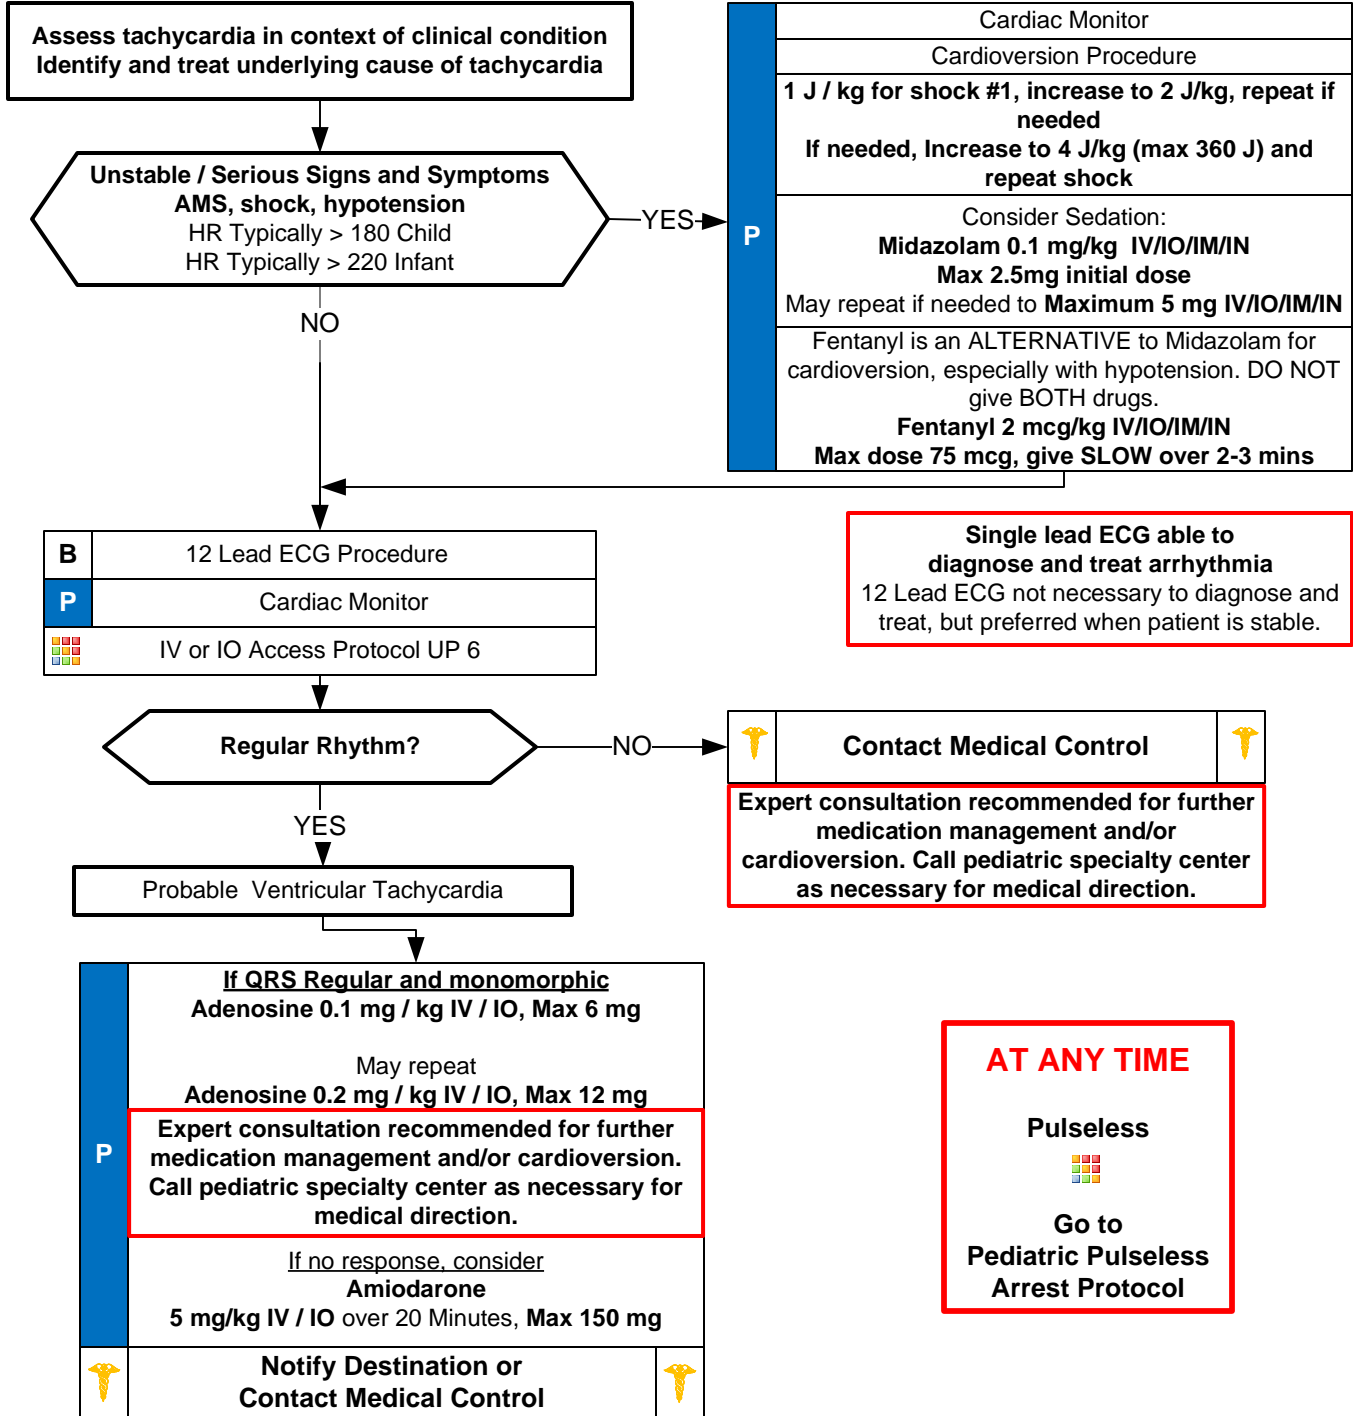 Assess tachycardia in context of clinical condition
Identify and treat underlying cause of tachycardia
Unstable / Serious Signs and Symptoms
AMS, shock, hypotension
HR Typically > 180 Child
HR Typically > 220 Infant
YES
NO
P
Cardiac Monitor
Cardioversion Procedure
1 J / kg for shock #1, increase to 2 J/kg, repeat if
needed
If needed, Increase to 4 J/kg (max 360 J) and
repeat shock
Consider Sedation:
Midazolam 0.1 mg/kg  IV/IO/IM/IN
Max 2.5mg initial dose
May repeat if needed to Maximum 5 mg IV/IO/IM/IN
Fentanyl is an ALTERNATIVE to Midazolam for
cardioversion, especially with hypotension. DO NOT
give BOTH drugs.
Fentanyl 2 mcg/kg IV/IO/IM/IN
Max dose 75 mcg, give SLOW over 2-3 mins
B 12 Lead ECG Procedure
P Cardiac Monitor
IV or IO Access Protocol UP 6
Single lead ECG able to
diagnose and treat arrhythmia
12 Lead ECG not necessary to diagnose and
treat, but preferred when patient is stable.
Regular Rhythm?
NO
Contact Medical Control
Expert consultation recommended for further
medication management and/or
cardioversion. Call pediatric specialty center
as necessary for medical direction.
YES
Probable  Ventricular Tachycardia
P
If QRS Regular and monomorphic
Adenosine 0.1 mg / kg IV / IO, Max 6 mg
May repeat
Adenosine 0.2 mg / kg IV / IO, Max 12 mg
Expert consultation recommended for further
medication management and/or cardioversion.
Call pediatric specialty center as necessary for
medical direction.
If no response, consider
Amiodarone
5 mg/kg IV / IO over 20 Minutes, Max 150 mg
Notify Destination or
Contact Medical Control
AT ANY TIME
Pulseless
Go to
Pediatric Pulseless
Arrest Protocol